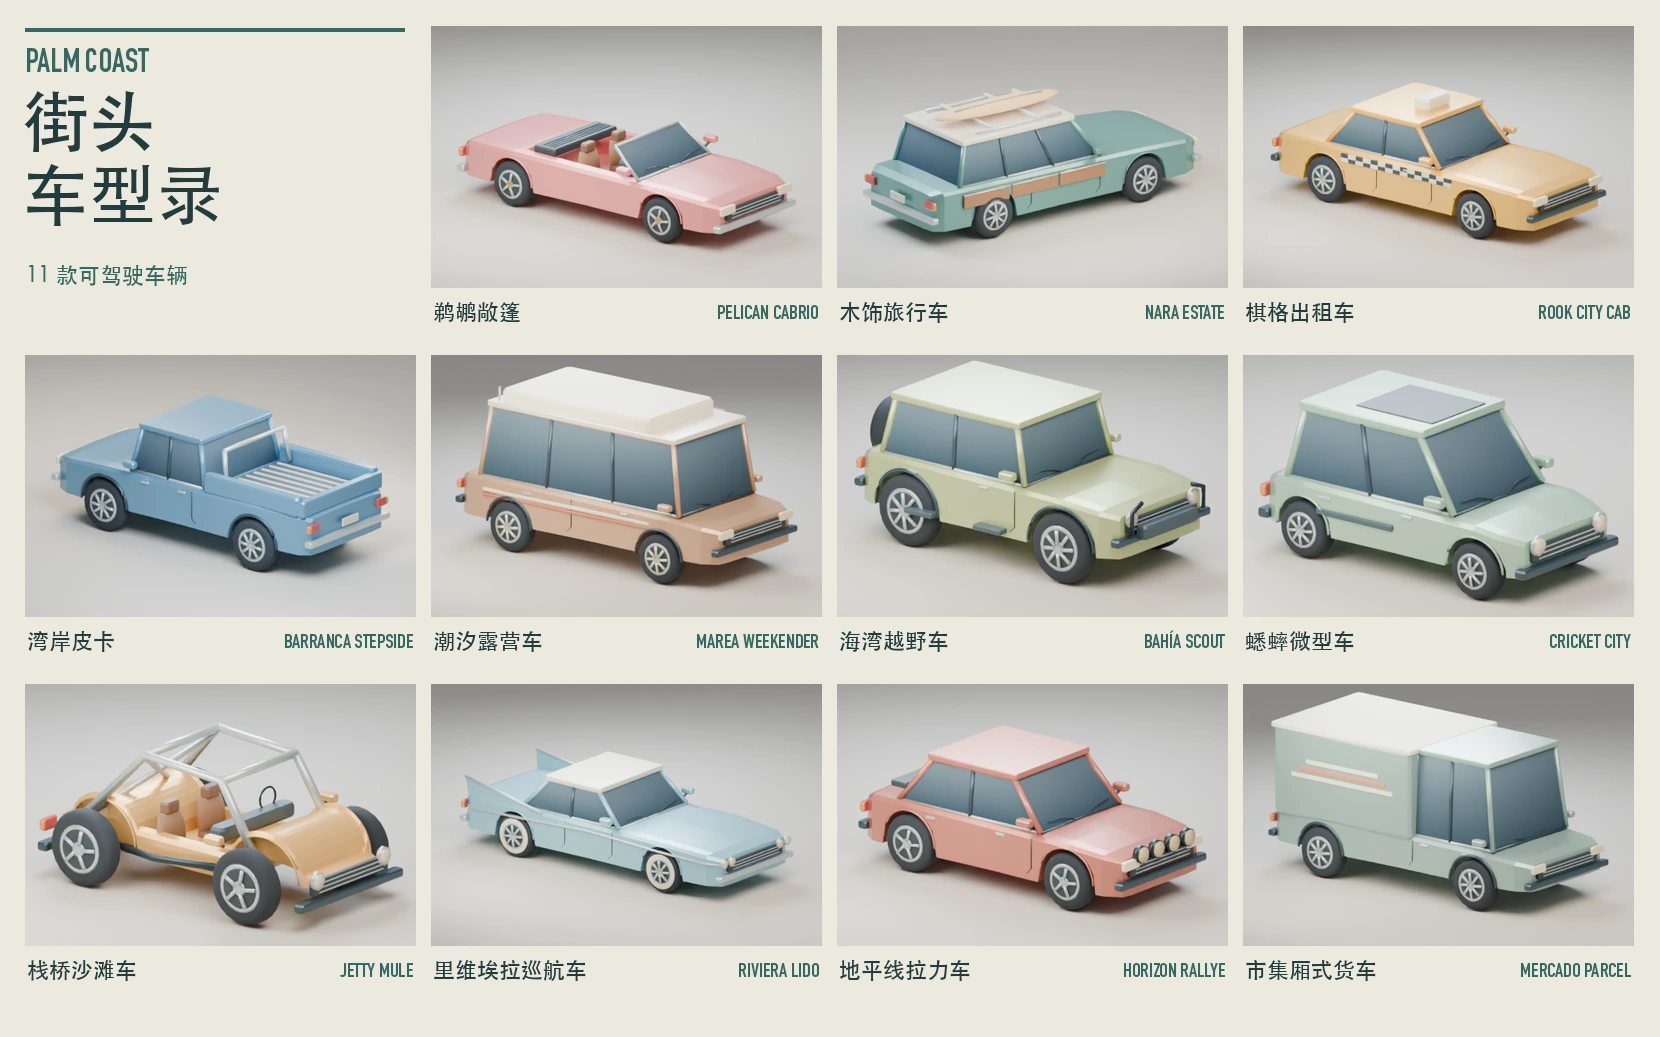 PALM COAST
街头
车型录
11 款可驾驶车辆
鹈鹕敞篷 PELICAN CABRIO
木饰旅行车 NARA ESTATE
棋格出租车 ROOK CITY CAB
湾岸皮卡 BARRANCA STEPSIDE
潮汐露营车 MAREA WEEKENDER
海湾越野车 BAHÍA SCOUT
蟋蟀微型车 CRICKET CITY
栈桥沙滩车 JETTY MULE
里维埃拉巡航车 RIVIERA LIDO
地平线拉力车 HORIZON RALLYE
市集厢式货车 MERCADO PARCEL